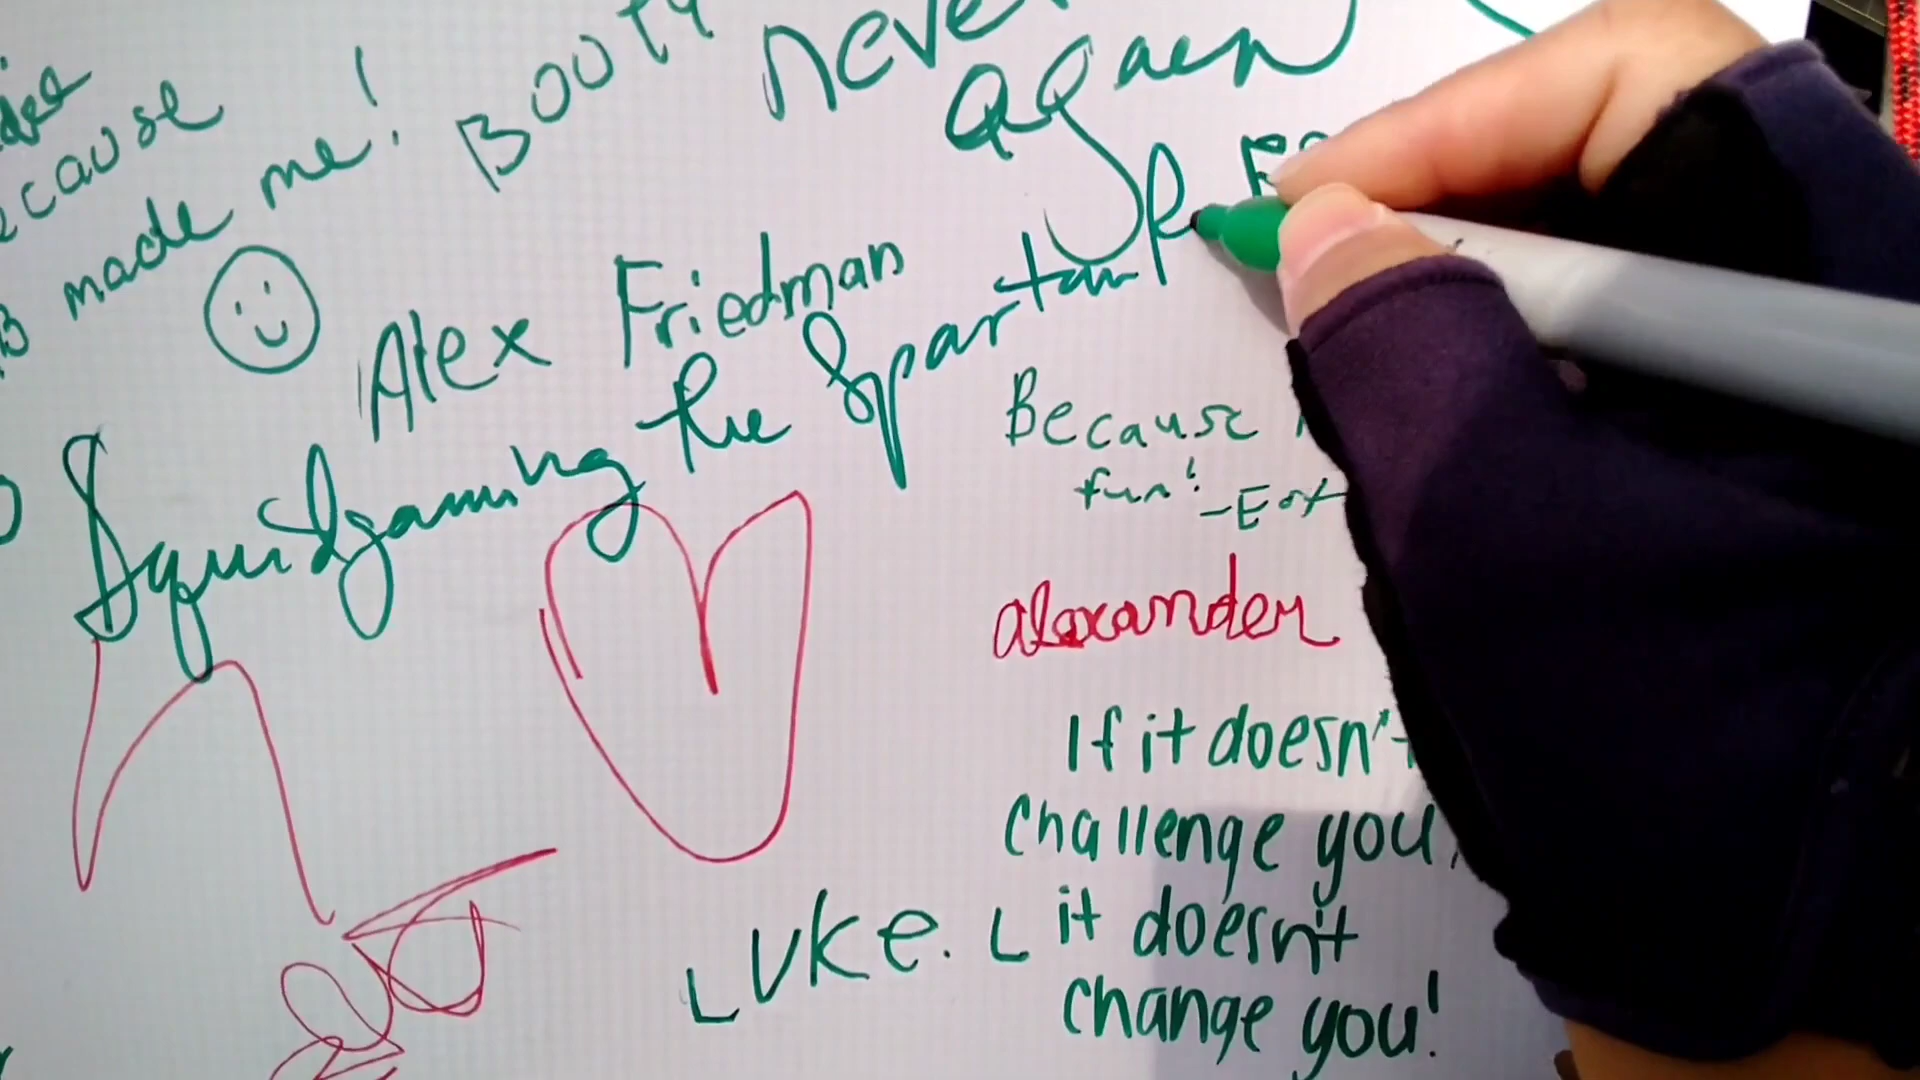 ecause
made me!
Booty
never
again
Alex Friedman
Squidgaming the Spartan R
Because
fun!
alexander
If it doesn't
challenge you,
it doesn't
change you!
Luke. L